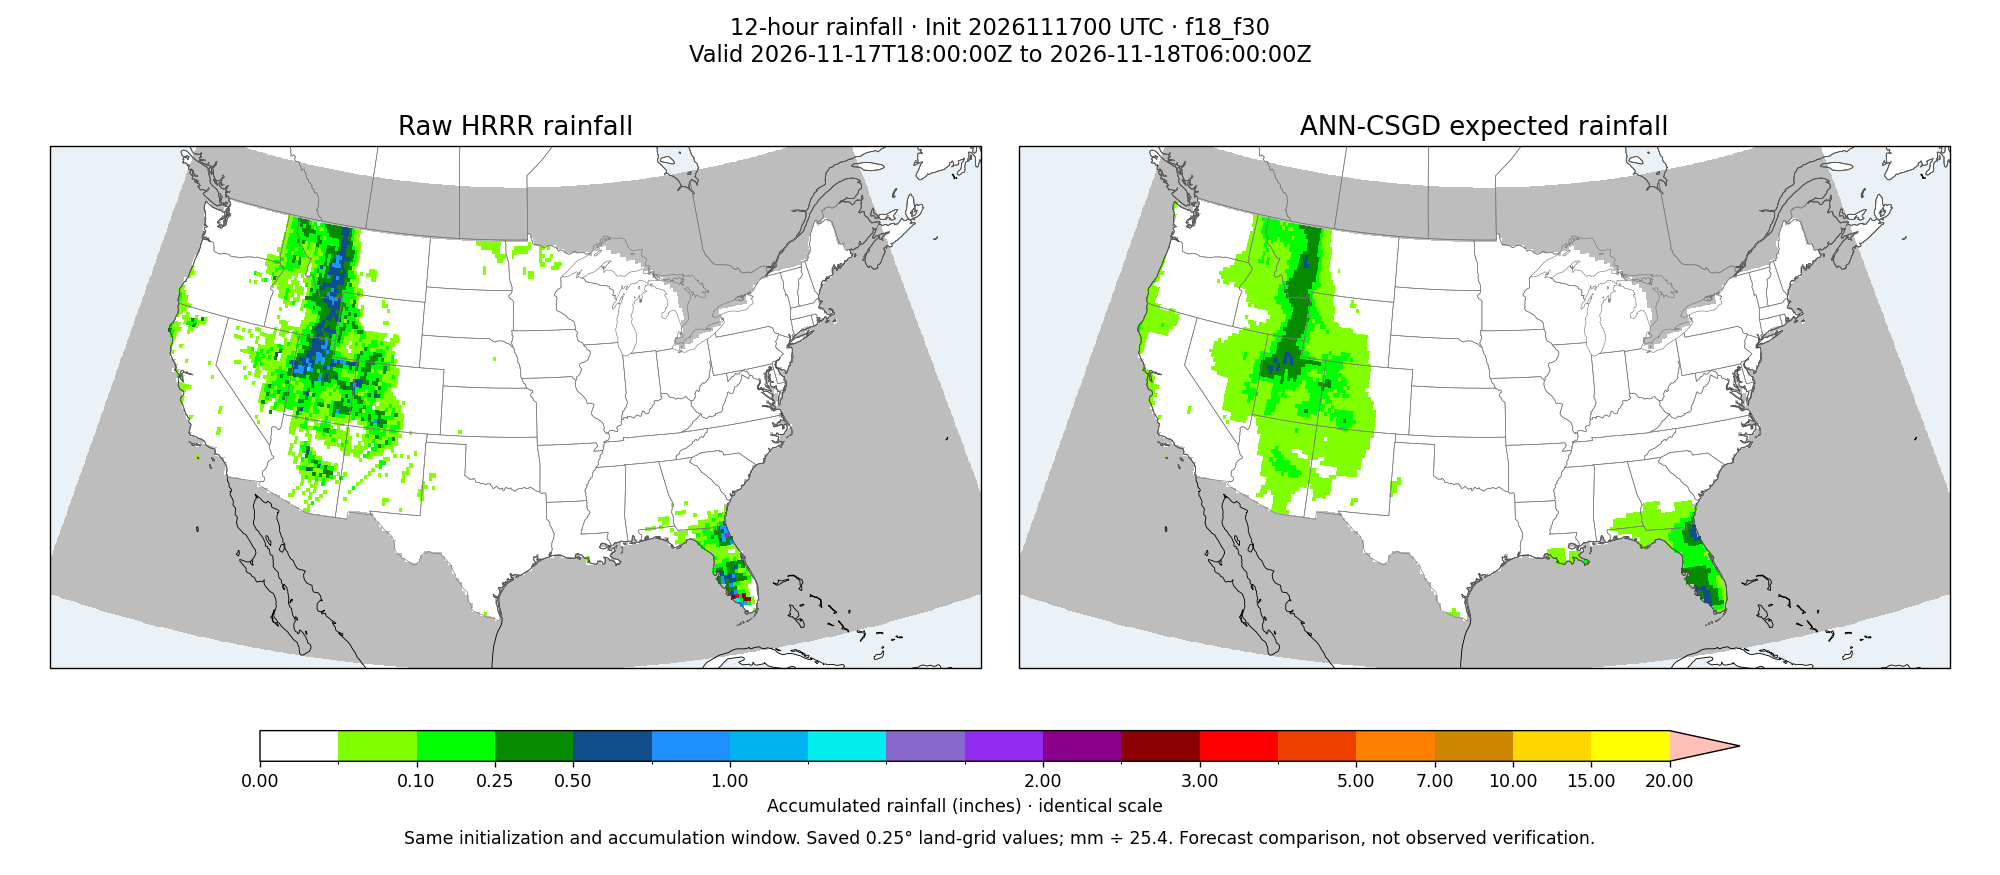 12-hour rainfall · Init 2026111700 UTC · f18_f30
Valid 2026-11-17T18:00:00Z to 2026-11-18T06:00:00Z
Raw HRRR rainfall
ANN-CSGD expected rainfall
0.00 0.10 0.25 0.50 1.00 2.00 3.00 5.00 7.00 10.00 15.00 20.00
Accumulated rainfall (inches) · identical scale
Same initialization and accumulation window. Saved 0.25° land-grid values; mm ÷ 25.4. Forecast comparison, not observed verification.